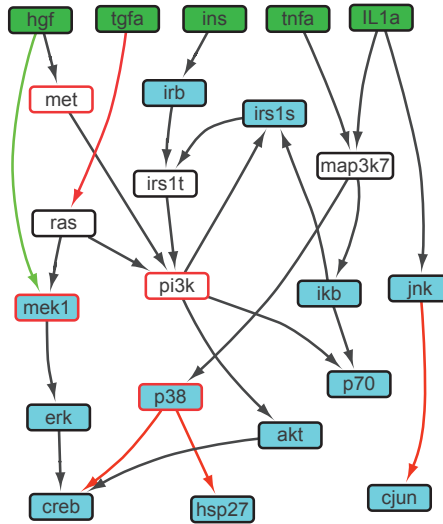 hgf
tgfa
ins
tnfa
IL1a
met
irb
irs1s
map3k7
irs1t
ras
pi3k
ikb
jnk
mek1
p70
p38
erk
akt
creb
hsp27
cjun